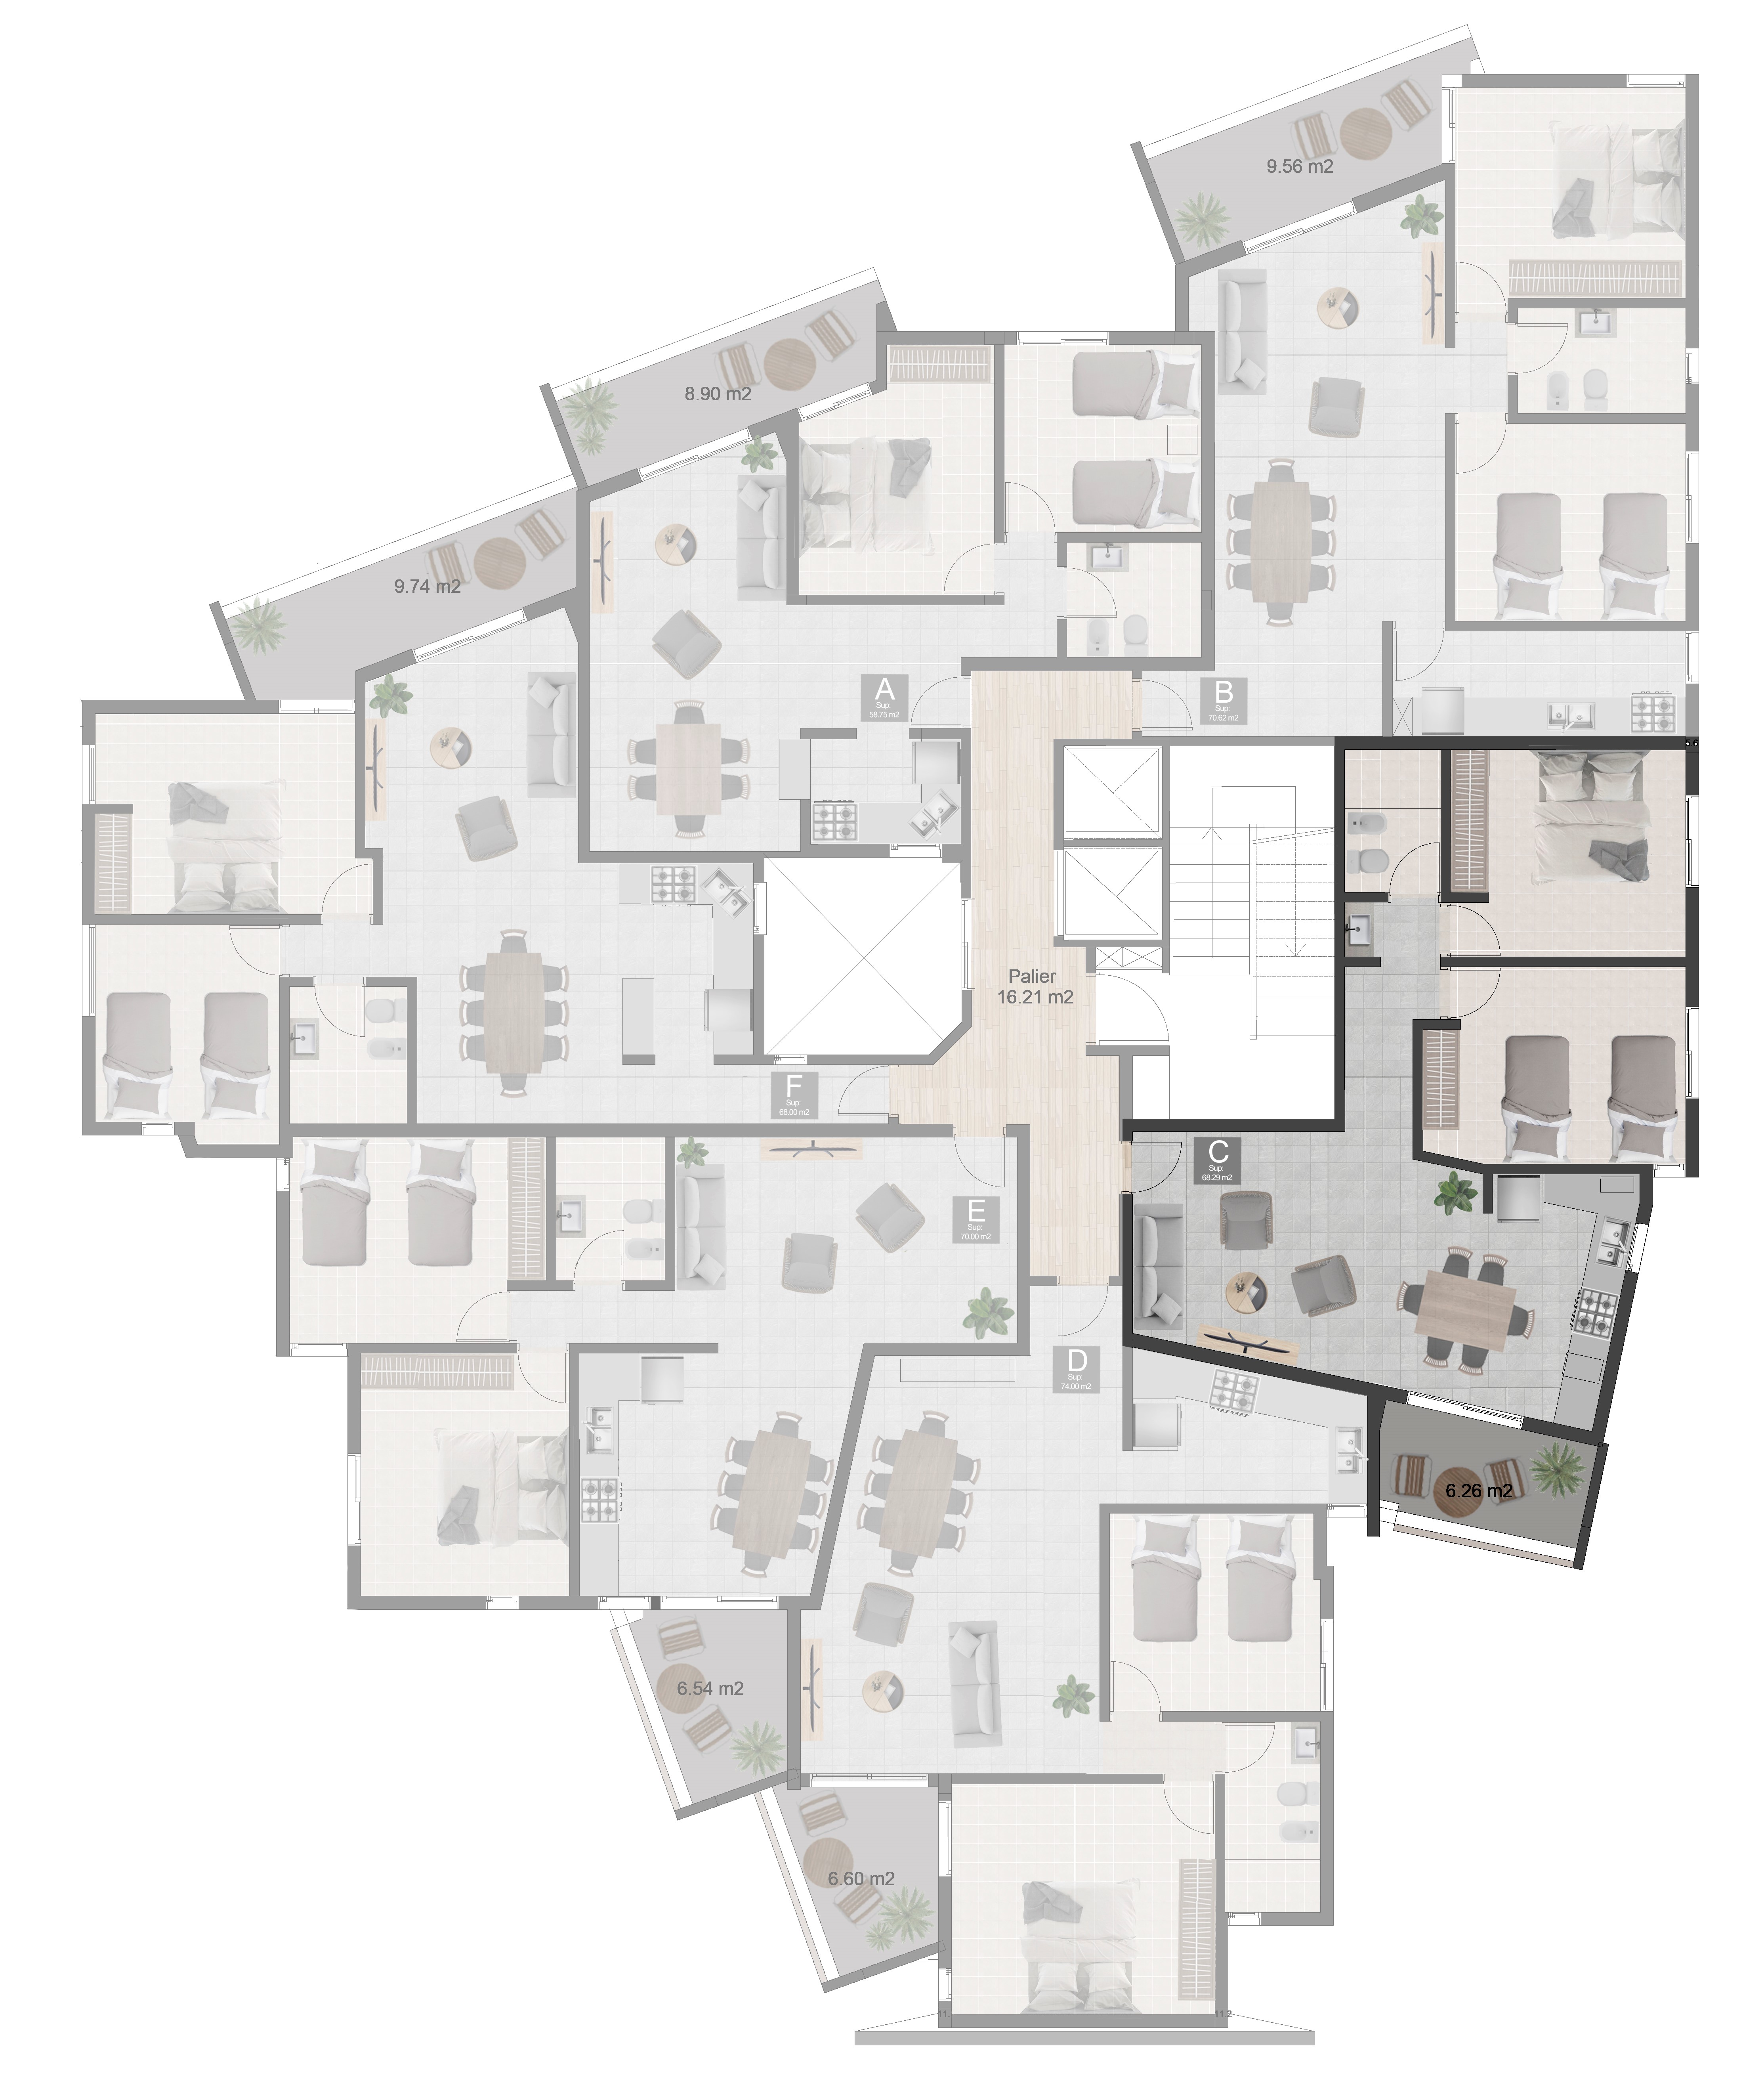 9.56 m2
8.90 m2
9.74 m2
A
Sup:
58.75 m2
B
Sup:
70.62 m2
Palier
16.21 m2
F
Sup:
68.00 m2
C
Sup:
68.29 m2
E
Sup:
70.00 m2
D
Sup:
74.00 m2
6.26 m2
6.54 m2
6.60 m2